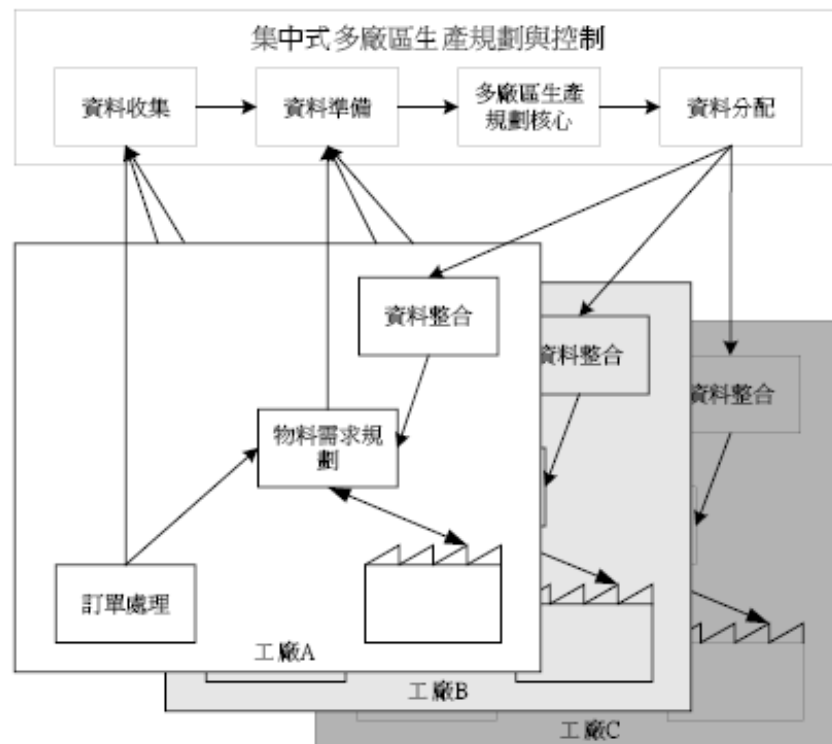 集中式多廠區生產規劃與控制
資料收集
資料準備
多廠區生產
規劃核心
資料分配
資料整合
資料整合
資料整合
物料需求規
劃
訂單處理
工廠A
工廠B
工廠C